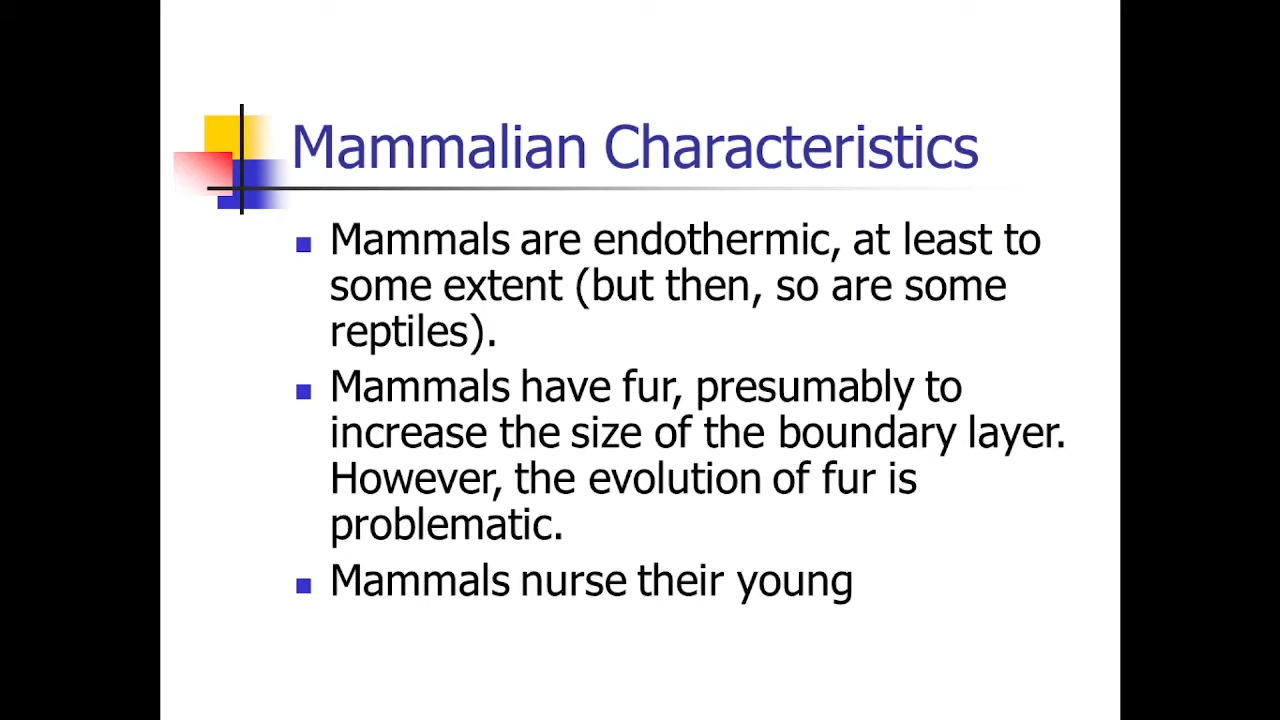 Mammalian Characteristics
Mammals are endothermic, at least to
some extent (but then, so are some
reptiles).
Mammals have fur, presumably to
increase the size of the boundary layer.
However, the evolution of fur is
problematic.
Mammals nurse their young